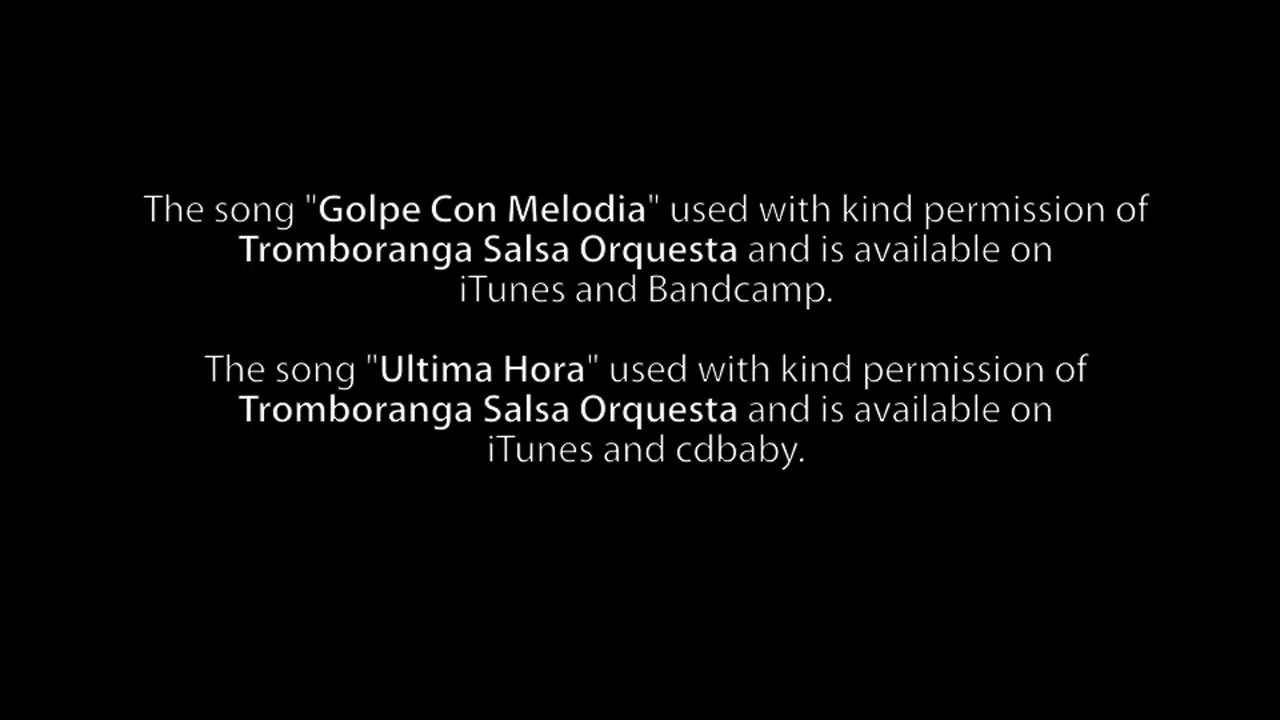 The song "Golpe Con Melodia" used with kind permission of
Tromboranga Salsa Orquesta and is available on
iTunes and Bandcamp.
The song "Ultima Hora" used with kind permission of
Tromboranga Salsa Orquesta and is available on
iTunes and cdbaby.